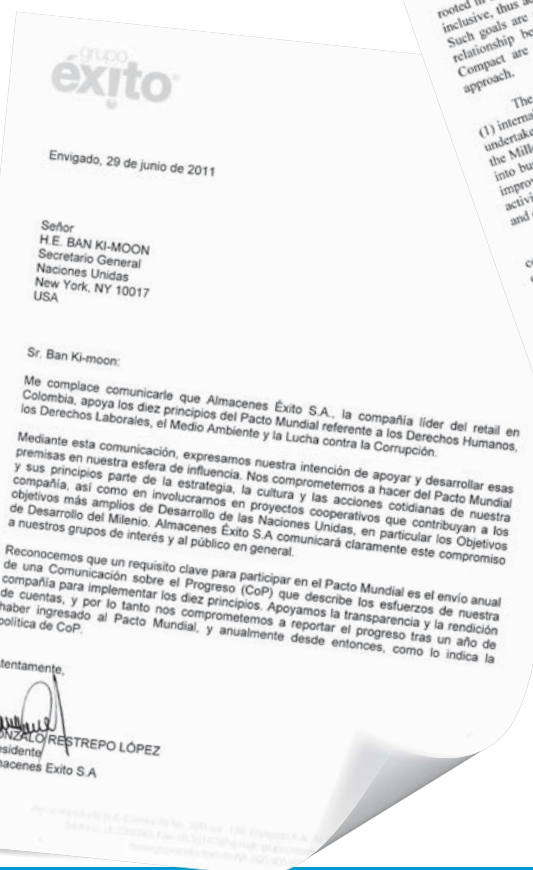 grupo
éxito
Envigado, 29 de junio de 2011
Señor
H.E. BAN KI-MOON
Secretario General
Naciones Unidas
New York, NY 10017
USA
Sr. Ban Ki-moon:
Me complace comunicarle que Almacenes Éxito S.A., la compañía líder del retail en
Colombia, apoya los diez principios del Pacto Mundial referente a los Derechos Humanos,
los Derechos Laborales, el Medio Ambiente y la Lucha contra la Corrupción.
Mediante esta comunicación, expresamos nuestra intención de apoyar y desarrollar esas
premisas en nuestra esfera de influencia. Nos comprometemos a hacer del Pacto Mundial
y sus principios parte de la estrategia, la cultura y las acciones cotidianas de nuestra
compañía, así como en involucrarnos en proyectos cooperativos que contribuyan a los
objetivos más amplios de Desarrollo de las Naciones Unidas, en particular los Objetivos
de Desarrollo del Milenio. Almacenes Éxito S.A comunicará claramente este compromiso
a nuestros grupos de interés y al público en general.
Reconocemos que un requisito clave para participar en el Pacto Mundial es el envío anual
de una Comunicación sobre el Progreso (CoP) que describe los esfuerzos de nuestra
compañía para implementar los diez principios. Apoyamos la transparencia y la rendición
de cuentas, y por lo tanto nos comprometemos a reportar el progreso tras un año de
haber ingresado al Pacto Mundial, y anualmente desde entonces, como lo indica la
política de CoP.
tentamente,
ONZALO RESTREPO LÓPEZ
esidente
macenes Exito S.A
rooted in
inclusive, thus
Such goals are
relationship be
Compact are
approach.
The
(1) interna
undertake
the Mille
into bu
improv
activi
and